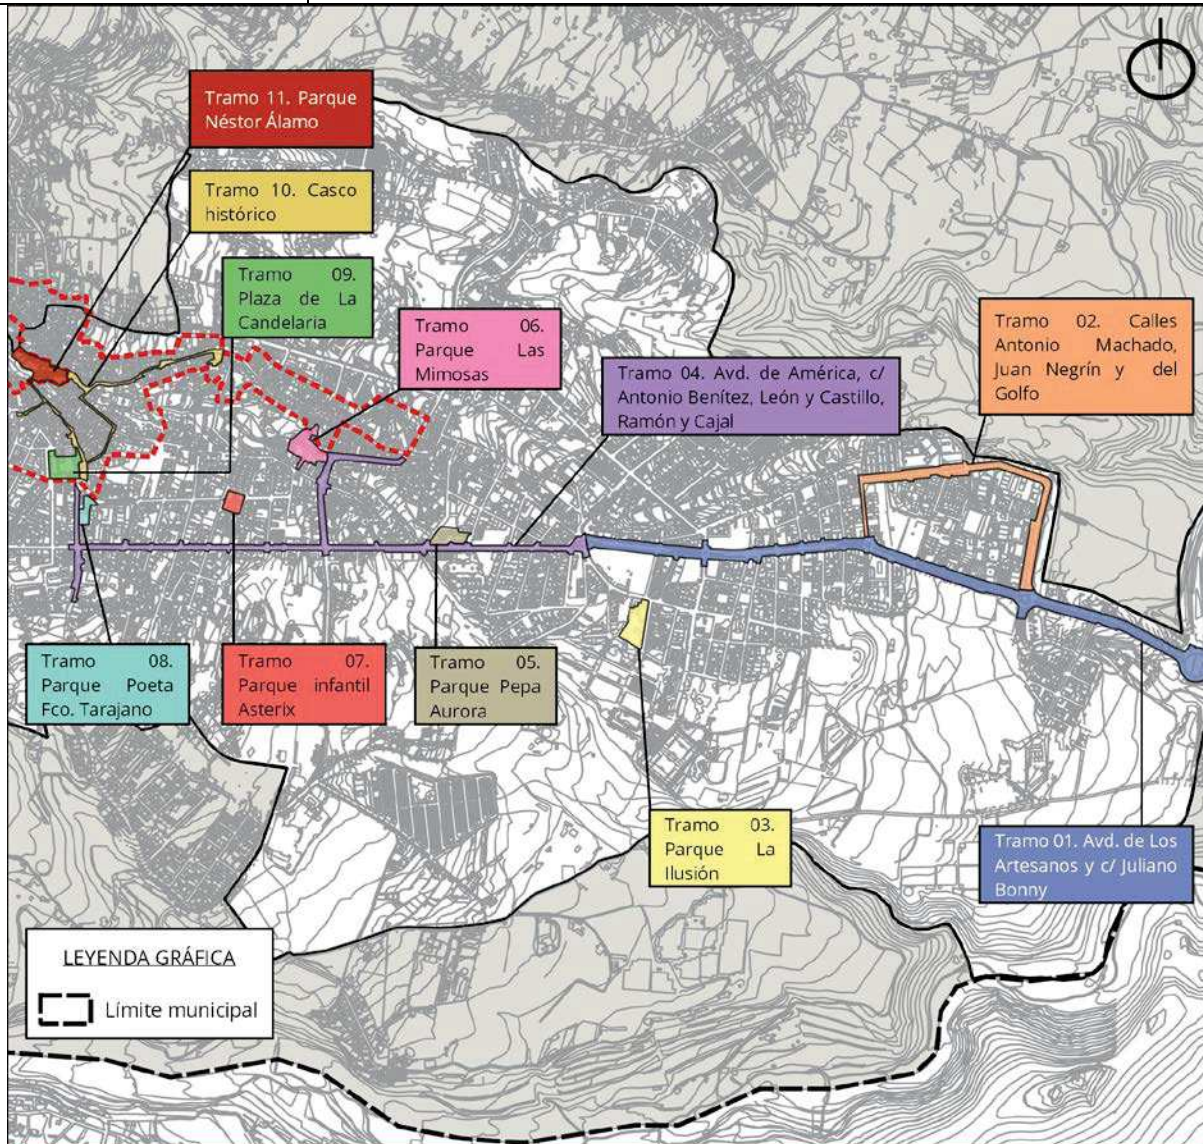 Tramo 11. Parque
Néstor Álamo
Tramo 10. Casco
histórico
Tramo 09.
Plaza de La
Candelaria
Tramo 06.
Parque Las
Mimosas
Tramo 04. Avd. de América, c/
Antonio Benítez, León y Castillo,
Ramón y Cajal
Tramo 02. Calles
Antonio Machado,
Juan Negrín y del
Golfo
Tramo 08.
Parque Poeta
Fco. Tarajano
Tramo 07.
Parque infantil
Asterix
Tramo 05.
Parque Pepa
Aurora
Tramo 03.
Parque La
Ilusión
Tramo 01. Avd. de Los
Artesanos y c/ Juliano
Bonny
LEYENDA GRÁFICA
Límite municipal